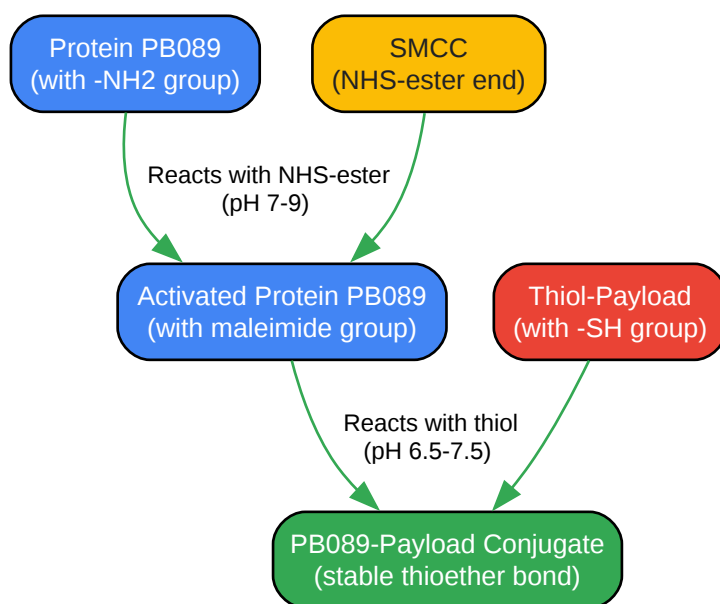 Protein PB089
(with -NH2 group)
SMCC
(NHS-ester end)
Reacts with NHS-ester
(pH 7-9)
Activated Protein PB089
(with maleimide group)
Thiol-Payload
(with -SH group)
Reacts with thiol
(pH 6.5-7.5)
PB089-Payload Conjugate
(stable thioether bond)